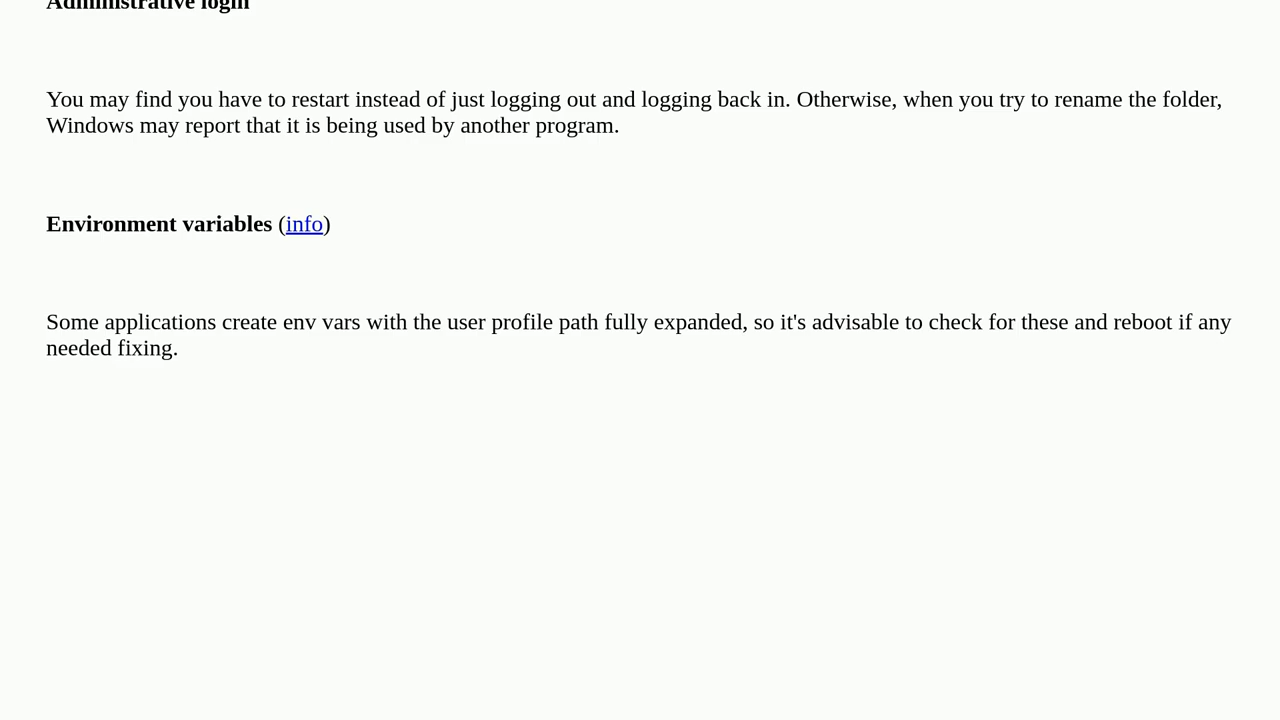 Administrative login
You may find you have to restart instead of just logging out and logging back in. Otherwise, when you try to rename the folder,
Windows may report that it is being used by another program.
Environment variables (info)
Some applications create env vars with the user profile path fully expanded, so it's advisable to check for these and reboot if any
needed fixing.